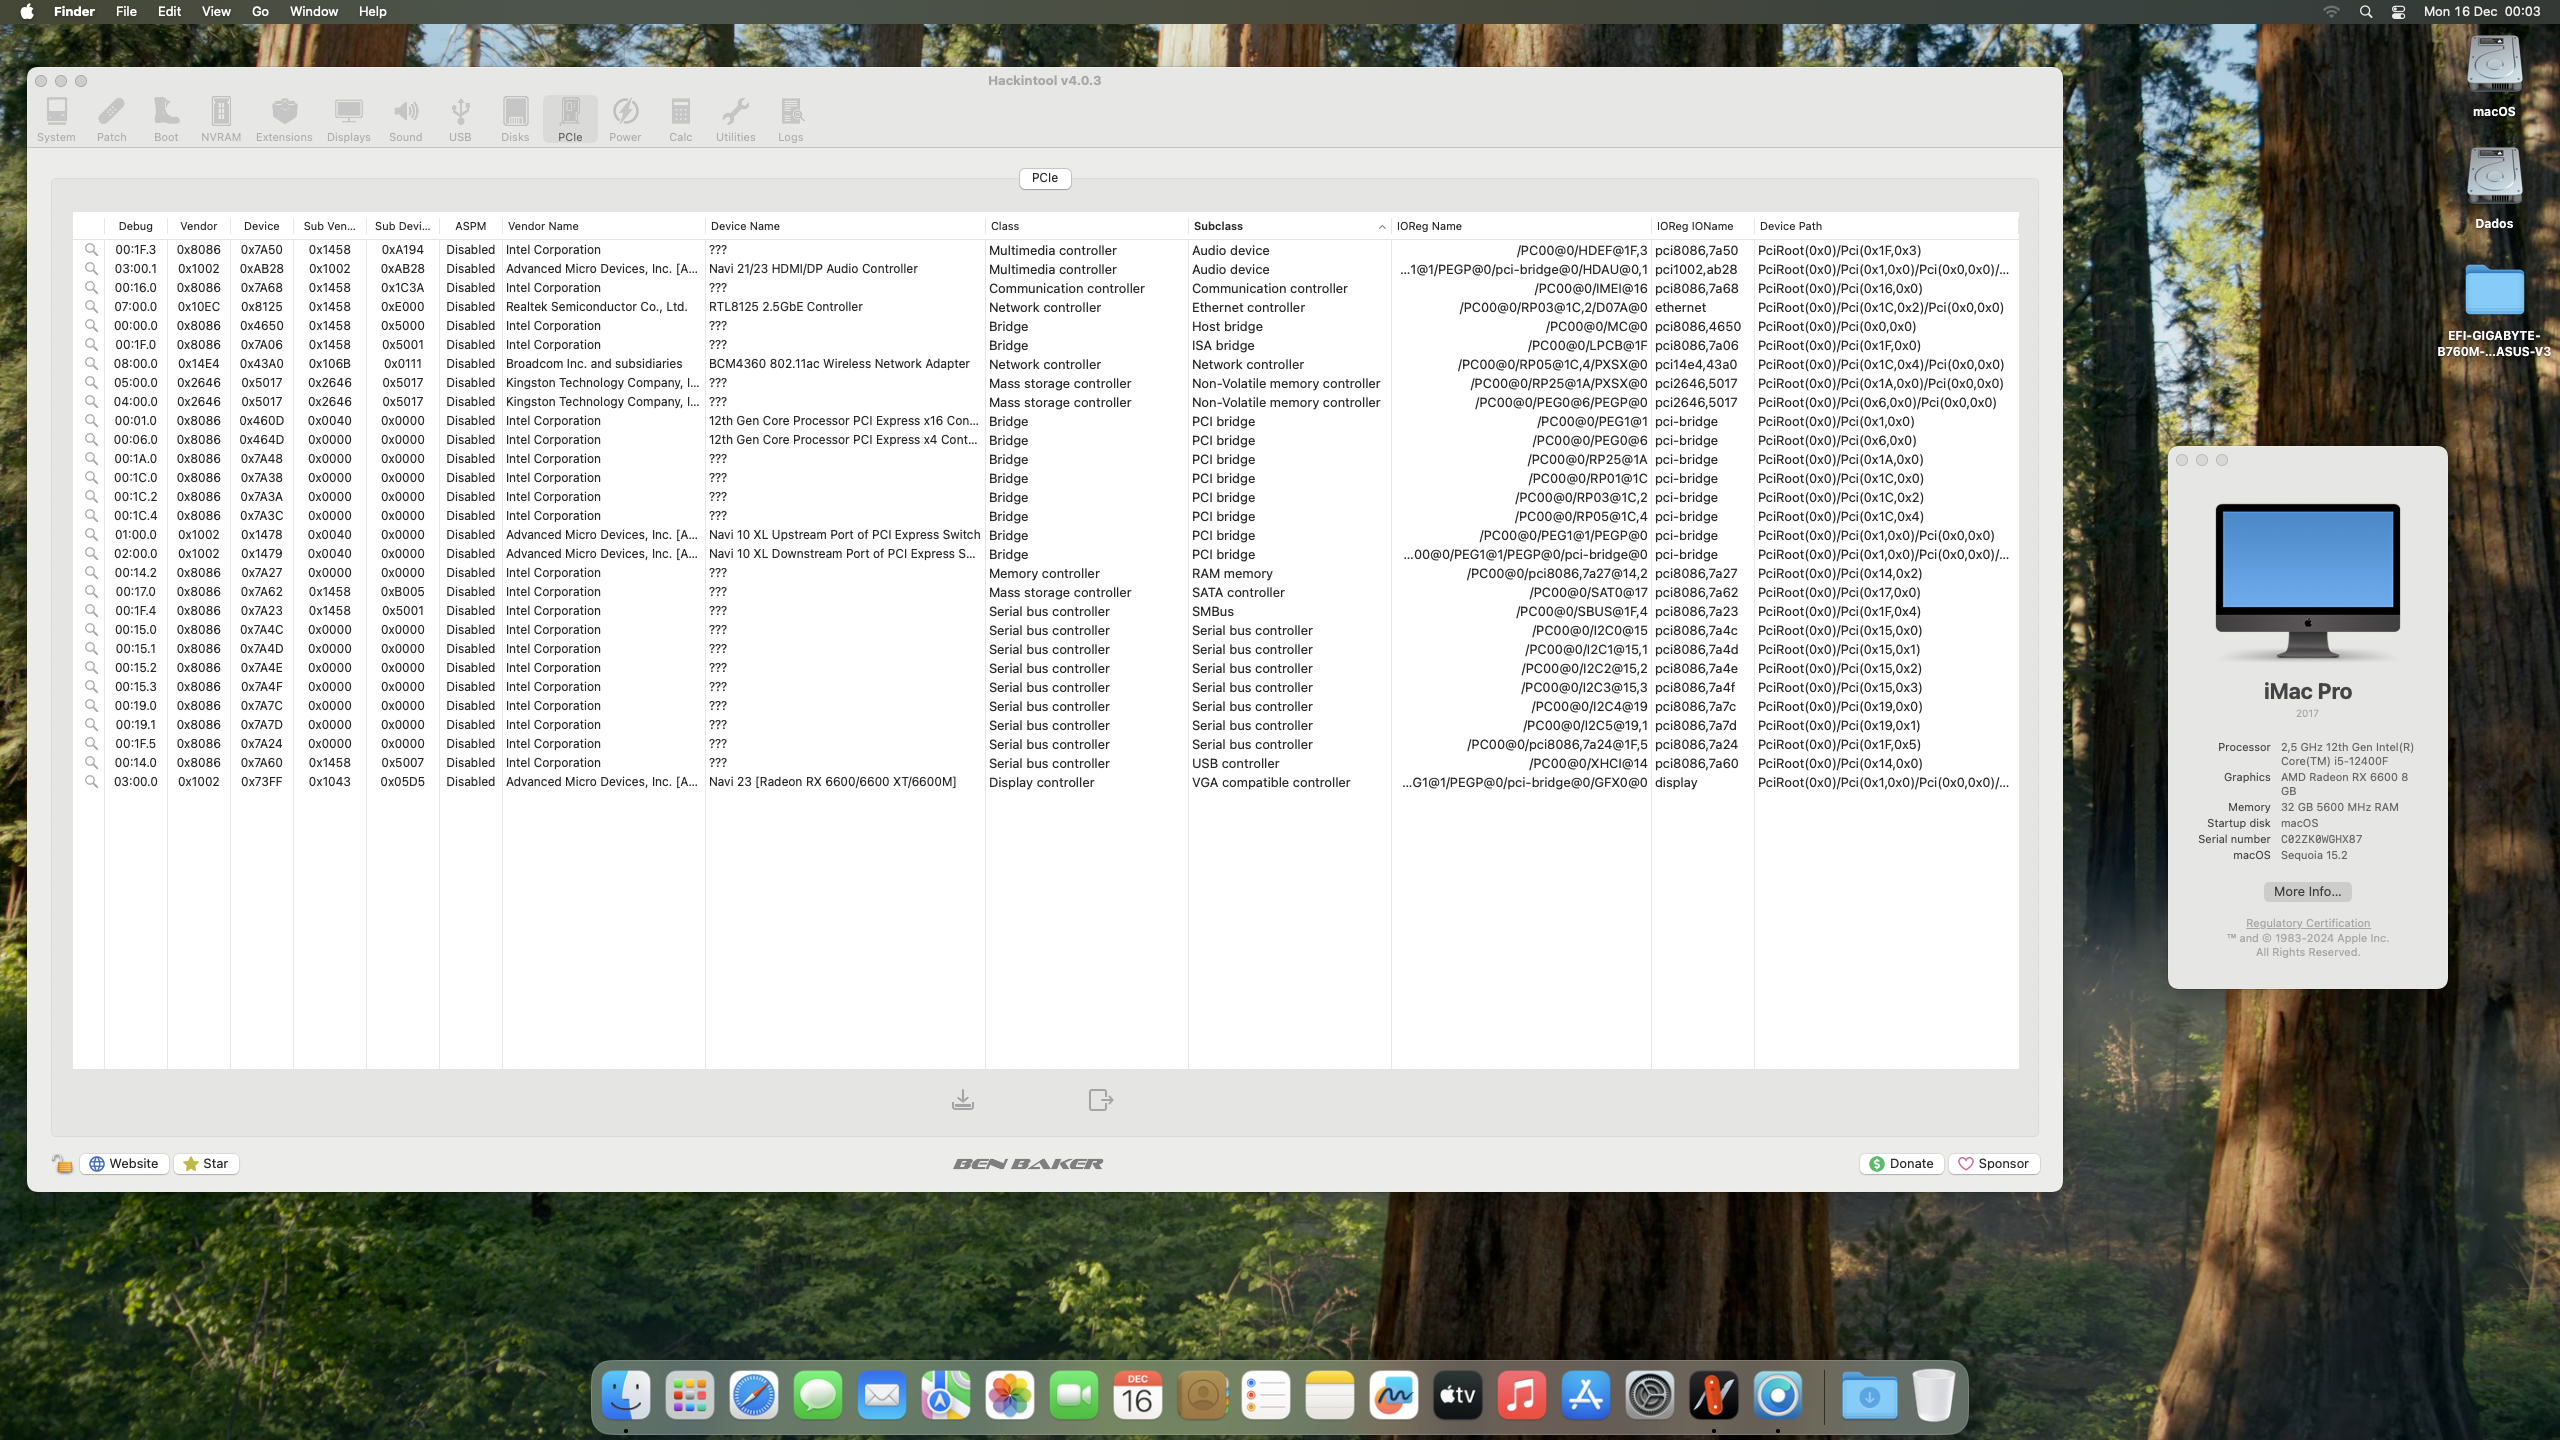 Finder File Edit View Go Window Help
Mon 16 Dec 00:03
Hackintool v4.0.3
System Patch Boot NVRAM Extensions Displays Sound USB Disks PCIe Power Calc Utilities Logs
PCIe
Debug Vendor Device Sub Ven... Sub Devi... ASPM Vendor Name Device Name Class Subclass IOReg Name IOReg IOName Device Path
00:1F.3 0x8086 0x7A50 0x1458 0xA194 Disabled Intel Corporation ??? Multimedia controller Audio device /PC00@0/HDEF@1F,3 pci8086,7a50 PciRoot(0x0)/Pci(0x1F,0x3)
03:00.1 0x1002 0xAB28 0x1002 0xAB28 Disabled Advanced Micro Devices, Inc. [A... Navi 21/23 HDMI/DP Audio Controller Multimedia controller Audio device ...1@1/PEGP@0/pci-bridge@0/HDAU@0,1 pci1002,ab28 PciRoot(0x0)/Pci(0x1,0x0)/Pci(0x0,0x0)/...
00:16.0 0x8086 0x7A68 0x1458 0x1C3A Disabled Intel Corporation ??? Communication controller Communication controller /PC00@0/IMEI@16 pci8086,7a68 PciRoot(0x0)/Pci(0x16,0x0)
07:00.0 0x10EC 0x8125 0x1458 0xE000 Disabled Realtek Semiconductor Co., Ltd. RTL8125 2.5GbE Controller Network controller Ethernet controller /PC00@0/RP03@1C,2/D07A@0 ethernet PciRoot(0x0)/Pci(0x1C,0x2)/Pci(0x0,0x0)
00:00.0 0x8086 0x4650 0x1458 0x5000 Disabled Intel Corporation ??? Bridge Host bridge /PC00@0/MC@0 pci8086,4650 PciRoot(0x0)/Pci(0x0,0x0)
00:1F.0 0x8086 0x7A06 0x1458 0x5001 Disabled Intel Corporation ??? Bridge ISA bridge /PC00@0/LPCB@1F pci8086,7a06 PciRoot(0x0)/Pci(0x1F,0x0)
08:00.0 0x14E4 0x43A0 0x106B 0x0111 Disabled Broadcom Inc. and subsidiaries BCM4360 802.11ac Wireless Network Adapter Network controller Network controller /PC00@0/RP05@1C,4/PXSX@0 pci14e4,43a0 PciRoot(0x0)/Pci(0x1C,0x4)/Pci(0x0,0x0)
05:00.0 0x2646 0x5017 0x2646 0x5017 Disabled Kingston Technology Company, I... ??? Mass storage controller Non-Volatile memory controller /PC00@0/RP25@1A/PXSX@0 pci2646,5017 PciRoot(0x0)/Pci(0x1A,0x0)/Pci(0x0,0x0)
04:00.0 0x2646 0x5017 0x2646 0x5017 Disabled Kingston Technology Company, I... ??? Mass storage controller Non-Volatile memory controller /PC00@0/PEG0@6/PEGP@0 pci2646,5017 PciRoot(0x0)/Pci(0x6,0x0)/Pci(0x0,0x0)
00:01.0 0x8086 0x460D 0x0040 0x0000 Disabled Intel Corporation 12th Gen Core Processor PCI Express x16 Con... Bridge PCI bridge /PC00@0/PEG1@1 pci-bridge PciRoot(0x0)/Pci(0x1,0x0)
00:06.0 0x8086 0x464D 0x0000 0x0000 Disabled Intel Corporation 12th Gen Core Processor PCI Express x4 Cont... Bridge PCI bridge /PC00@0/PEG0@6 pci-bridge PciRoot(0x0)/Pci(0x6,0x0)
00:1A.0 0x8086 0x7A48 0x0000 0x0000 Disabled Intel Corporation ??? Bridge PCI bridge /PC00@0/RP25@1A pci-bridge PciRoot(0x0)/Pci(0x1A,0x0)
00:1C.0 0x8086 0x7A38 0x0000 0x0000 Disabled Intel Corporation ??? Bridge PCI bridge /PC00@0/RP01@1C pci-bridge PciRoot(0x0)/Pci(0x1C,0x0)
00:1C.2 0x8086 0x7A3A 0x0000 0x0000 Disabled Intel Corporation ??? Bridge PCI bridge /PC00@0/RP03@1C,2 pci-bridge PciRoot(0x0)/Pci(0x1C,0x2)
00:1C.4 0x8086 0x7A3C 0x0000 0x0000 Disabled Intel Corporation ??? Bridge PCI bridge /PC00@0/RP05@1C,4 pci-bridge PciRoot(0x0)/Pci(0x1C,0x4)
01:00.0 0x1002 0x1478 0x0040 0x0000 Disabled Advanced Micro Devices, Inc. [A... Navi 10 XL Upstream Port of PCI Express Switch Bridge PCI bridge /PC00@0/PEG1@1/PEGP@0 pci-bridge PciRoot(0x0)/Pci(0x1,0x0)/Pci(0x0,0x0)
02:00.0 0x1002 0x1479 0x0040 0x0000 Disabled Advanced Micro Devices, Inc. [A... Navi 10 XL Downstream Port of PCI Express S... Bridge PCI bridge ...00@0/PEG1@1/PEGP@0/pci-bridge@0 pci-bridge PciRoot(0x0)/Pci(0x1,0x0)/Pci(0x0,0x0)/...
00:14.2 0x8086 0x7A27 0x0000 0x0000 Disabled Intel Corporation ??? Memory controller RAM memory /PC00@0/pci8086,7a27@14,2 pci8086,7a27 PciRoot(0x0)/Pci(0x14,0x2)
00:17.0 0x8086 0x7A62 0x1458 0xB005 Disabled Intel Corporation ??? Mass storage controller SATA controller /PC00@0/SAT0@17 pci8086,7a62 PciRoot(0x0)/Pci(0x17,0x0)
00:1F.4 0x8086 0x7A23 0x1458 0x5001 Disabled Intel Corporation ??? Serial bus controller SMBus /PC00@0/SBUS@1F,4 pci8086,7a23 PciRoot(0x0)/Pci(0x1F,0x4)
00:15.0 0x8086 0x7A4C 0x0000 0x0000 Disabled Intel Corporation ??? Serial bus controller Serial bus controller /PC00@0/I2C0@15 pci8086,7a4c PciRoot(0x0)/Pci(0x15,0x0)
00:15.1 0x8086 0x7A4D 0x0000 0x0000 Disabled Intel Corporation ??? Serial bus controller Serial bus controller /PC00@0/I2C1@15,1 pci8086,7a4d PciRoot(0x0)/Pci(0x15,0x1)
00:15.2 0x8086 0x7A4E 0x0000 0x0000 Disabled Intel Corporation ??? Serial bus controller Serial bus controller /PC00@0/I2C2@15,2 pci8086,7a4e PciRoot(0x0)/Pci(0x15,0x2)
00:15.3 0x8086 0x7A4F 0x0000 0x0000 Disabled Intel Corporation ??? Serial bus controller Serial bus controller /PC00@0/I2C3@15,3 pci8086,7a4f PciRoot(0x0)/Pci(0x15,0x3)
00:19.0 0x8086 0x7A7C 0x0000 0x0000 Disabled Intel Corporation ??? Serial bus controller Serial bus controller /PC00@0/I2C4@19 pci8086,7a7c PciRoot(0x0)/Pci(0x19,0x0)
00:19.1 0x8086 0x7A7D 0x0000 0x0000 Disabled Intel Corporation ??? Serial bus controller Serial bus controller /PC00@0/I2C5@19,1 pci8086,7a7d PciRoot(0x0)/Pci(0x19,0x1)
00:1F.5 0x8086 0x7A24 0x0000 0x0000 Disabled Intel Corporation ??? Serial bus controller Serial bus controller /PC00@0/pci8086,7a24@1F,5 pci8086,7a24 PciRoot(0x0)/Pci(0x1F,0x5)
00:14.0 0x8086 0x7A60 0x1458 0x5007 Disabled Intel Corporation ??? Serial bus controller USB controller /PC00@0/XHCI@14 pci8086,7a60 PciRoot(0x0)/Pci(0x14,0x0)
03:00.0 0x1002 0x73FF 0x1043 0x05D5 Disabled Advanced Micro Devices, Inc. [A... Navi 23 [Radeon RX 6600/6600 XT/6600M] Display controller VGA compatible controller ...G1@1/PEGP@0/pci-bridge@0/GFX0@0 display PciRoot(0x0)/Pci(0x1,0x0)/Pci(0x0,0x0)/...
Website Star
BEN BAKER
Donate Sponsor
macOS
Dados
EFI-GIGABYTE-
B760M-...ASUS-V3
iMac Pro
2017
Processor 2,5 GHz 12th Gen Intel(R)
Core(TM) i5-12400F
Graphics AMD Radeon RX 6600 8
GB
Memory 32 GB 5600 MHz RAM
Startup disk macOS
Serial number C02ZK0WGHX87
macOS Sequoia 15.2
More Info...
Regulatory Certification
™ and © 1983-2024 Apple Inc.
All Rights Reserved.
DEC
16
tv